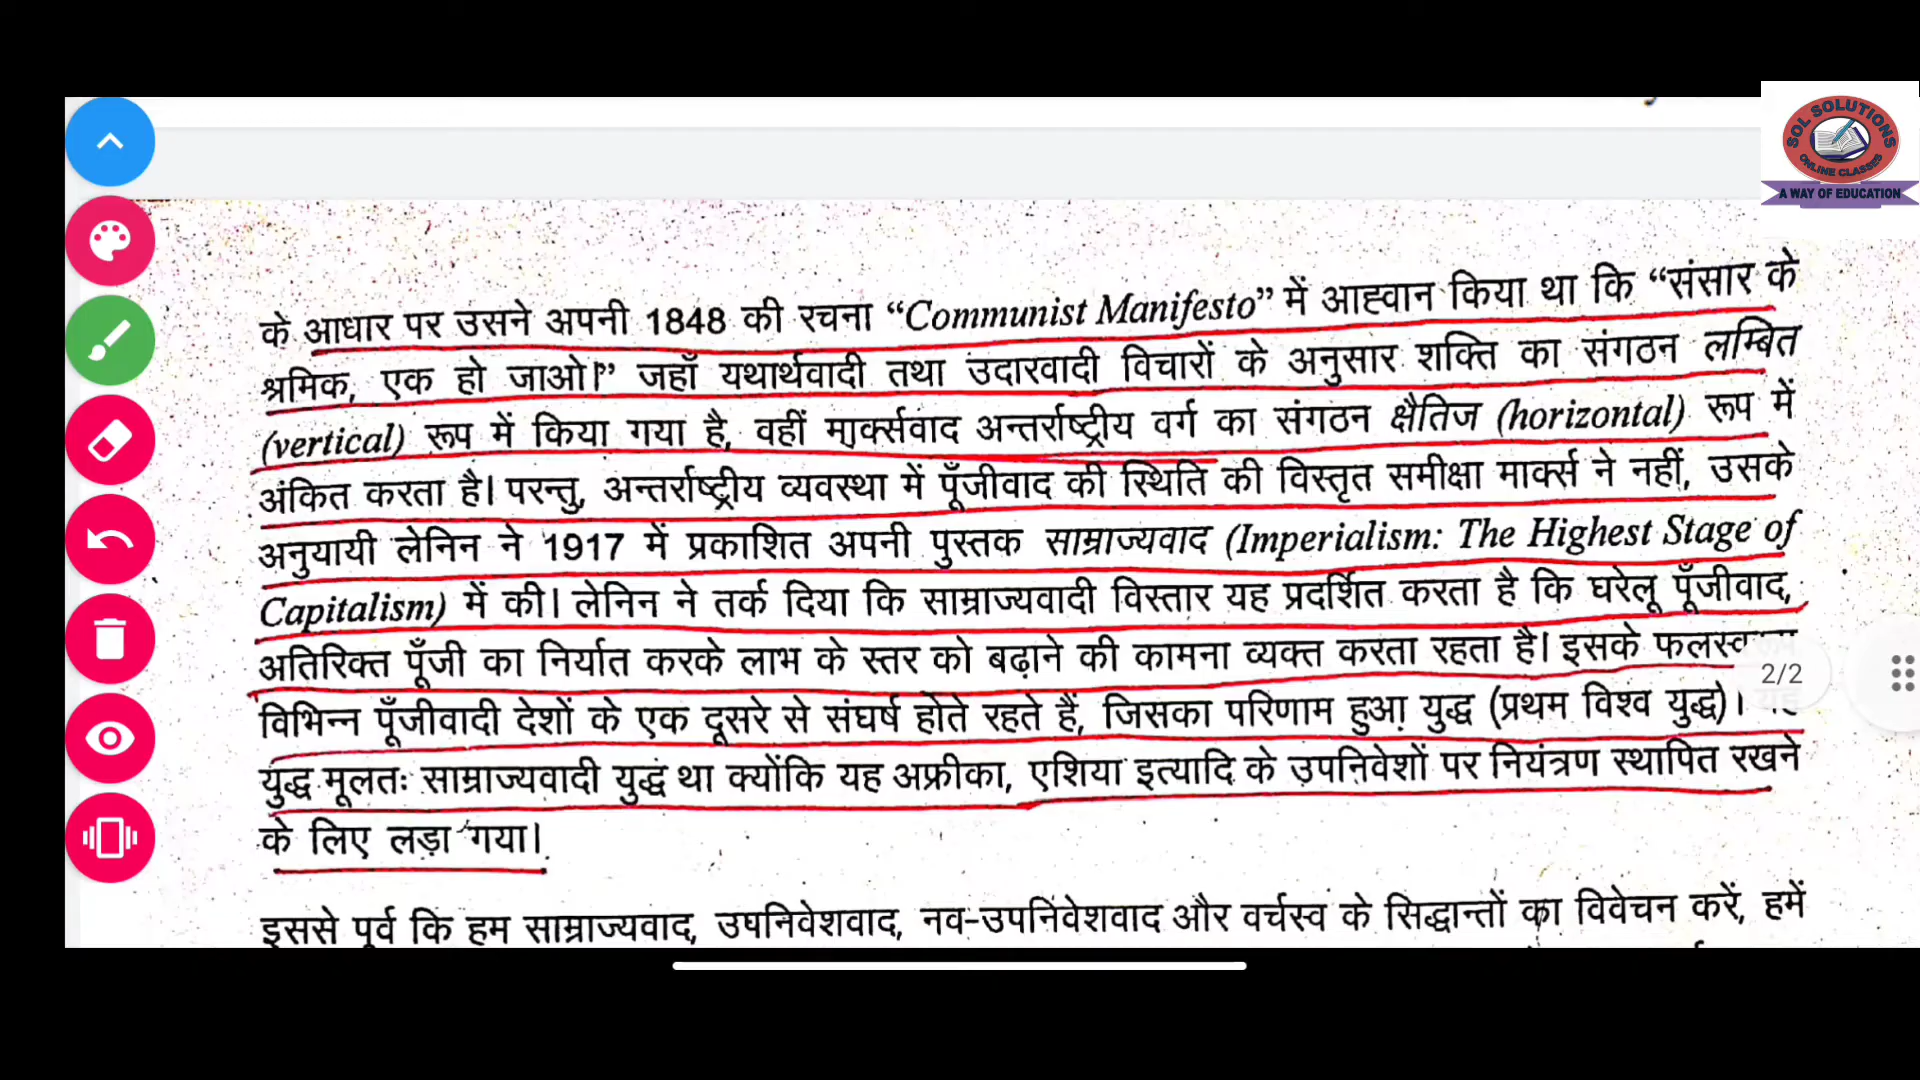 SOL SOLUTIONS
ONLINE CLASSES
A WAY OF EDUCATION
के आधार पर उसने अपनी 1848 की रचना “Communist Manifesto” में आह्वान किया था कि “संसार के
श्रमिक, एक हो जाओ।” जहाँ यथार्थवादी तथा उदारवादी विचारों के अनुसार शक्ति का संगठन लम्बित
(vertical) रूप में किया गया है, वहीं मार्क्सवाद अन्तर्राष्ट्रीय वर्ग का संगठन क्षैतिज (horizontal) रूप में
अंकित करता है। परन्तु, अन्तर्राष्ट्रीय व्यवस्था में पूँजीवाद की स्थिति की विस्तृत समीक्षा मार्क्स ने नहीं, उसके
अनुयायी लेनिन ने 1917 में प्रकाशित अपनी पुस्तक साम्राज्यवाद (Imperialism: The Highest Stage of
Capitalism) में की। लेनिन ने तर्क दिया कि साम्राज्यवादी विस्तार यह प्रदर्शित करता है कि घरेलू पूँजीवाद,
अतिरिक्त पूँजी का निर्यात करके लाभ के स्तर को बढ़ाने की कामना व्यक्त करता रहता है। इसके
2/2
विभिन्न पूँजीवादी देशों के एक दूसरे से संघर्ष होते रहते हैं, जिसका परिणाम हुआ युद्ध (प्रथम विश्व युद्ध)।
युद्ध मूलतः साम्राज्यवादी युद्ध था क्योंकि यह अफ्रीका, एशिया इत्यादि के उपनिवेशों पर नियंत्रण स्थापित रखने
के लिए लड़ा गया।
इससे पूर्व कि हम साम्राज्यवाद, उपनिवेशवाद, नव-उपनिवेशवाद और वर्चस्व के सिद्धान्तों का विवेचन करें, हमें